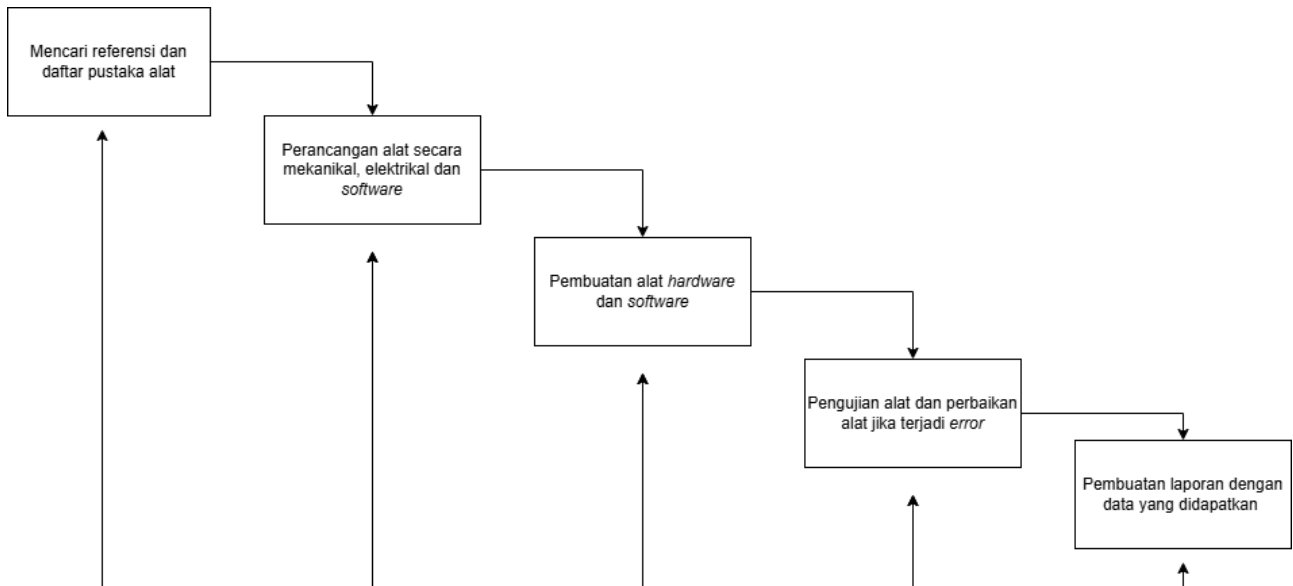 Mencari referensi dan
daftar pustaka alat
Perancangan alat secara
mekanikal, elektrikal dan
software
Pembuatan alat hardware
dan software
Pengujian alat dan perbaikan
alat jika terjadi error
Pembuatan laporan dengan
data yang didapatkan